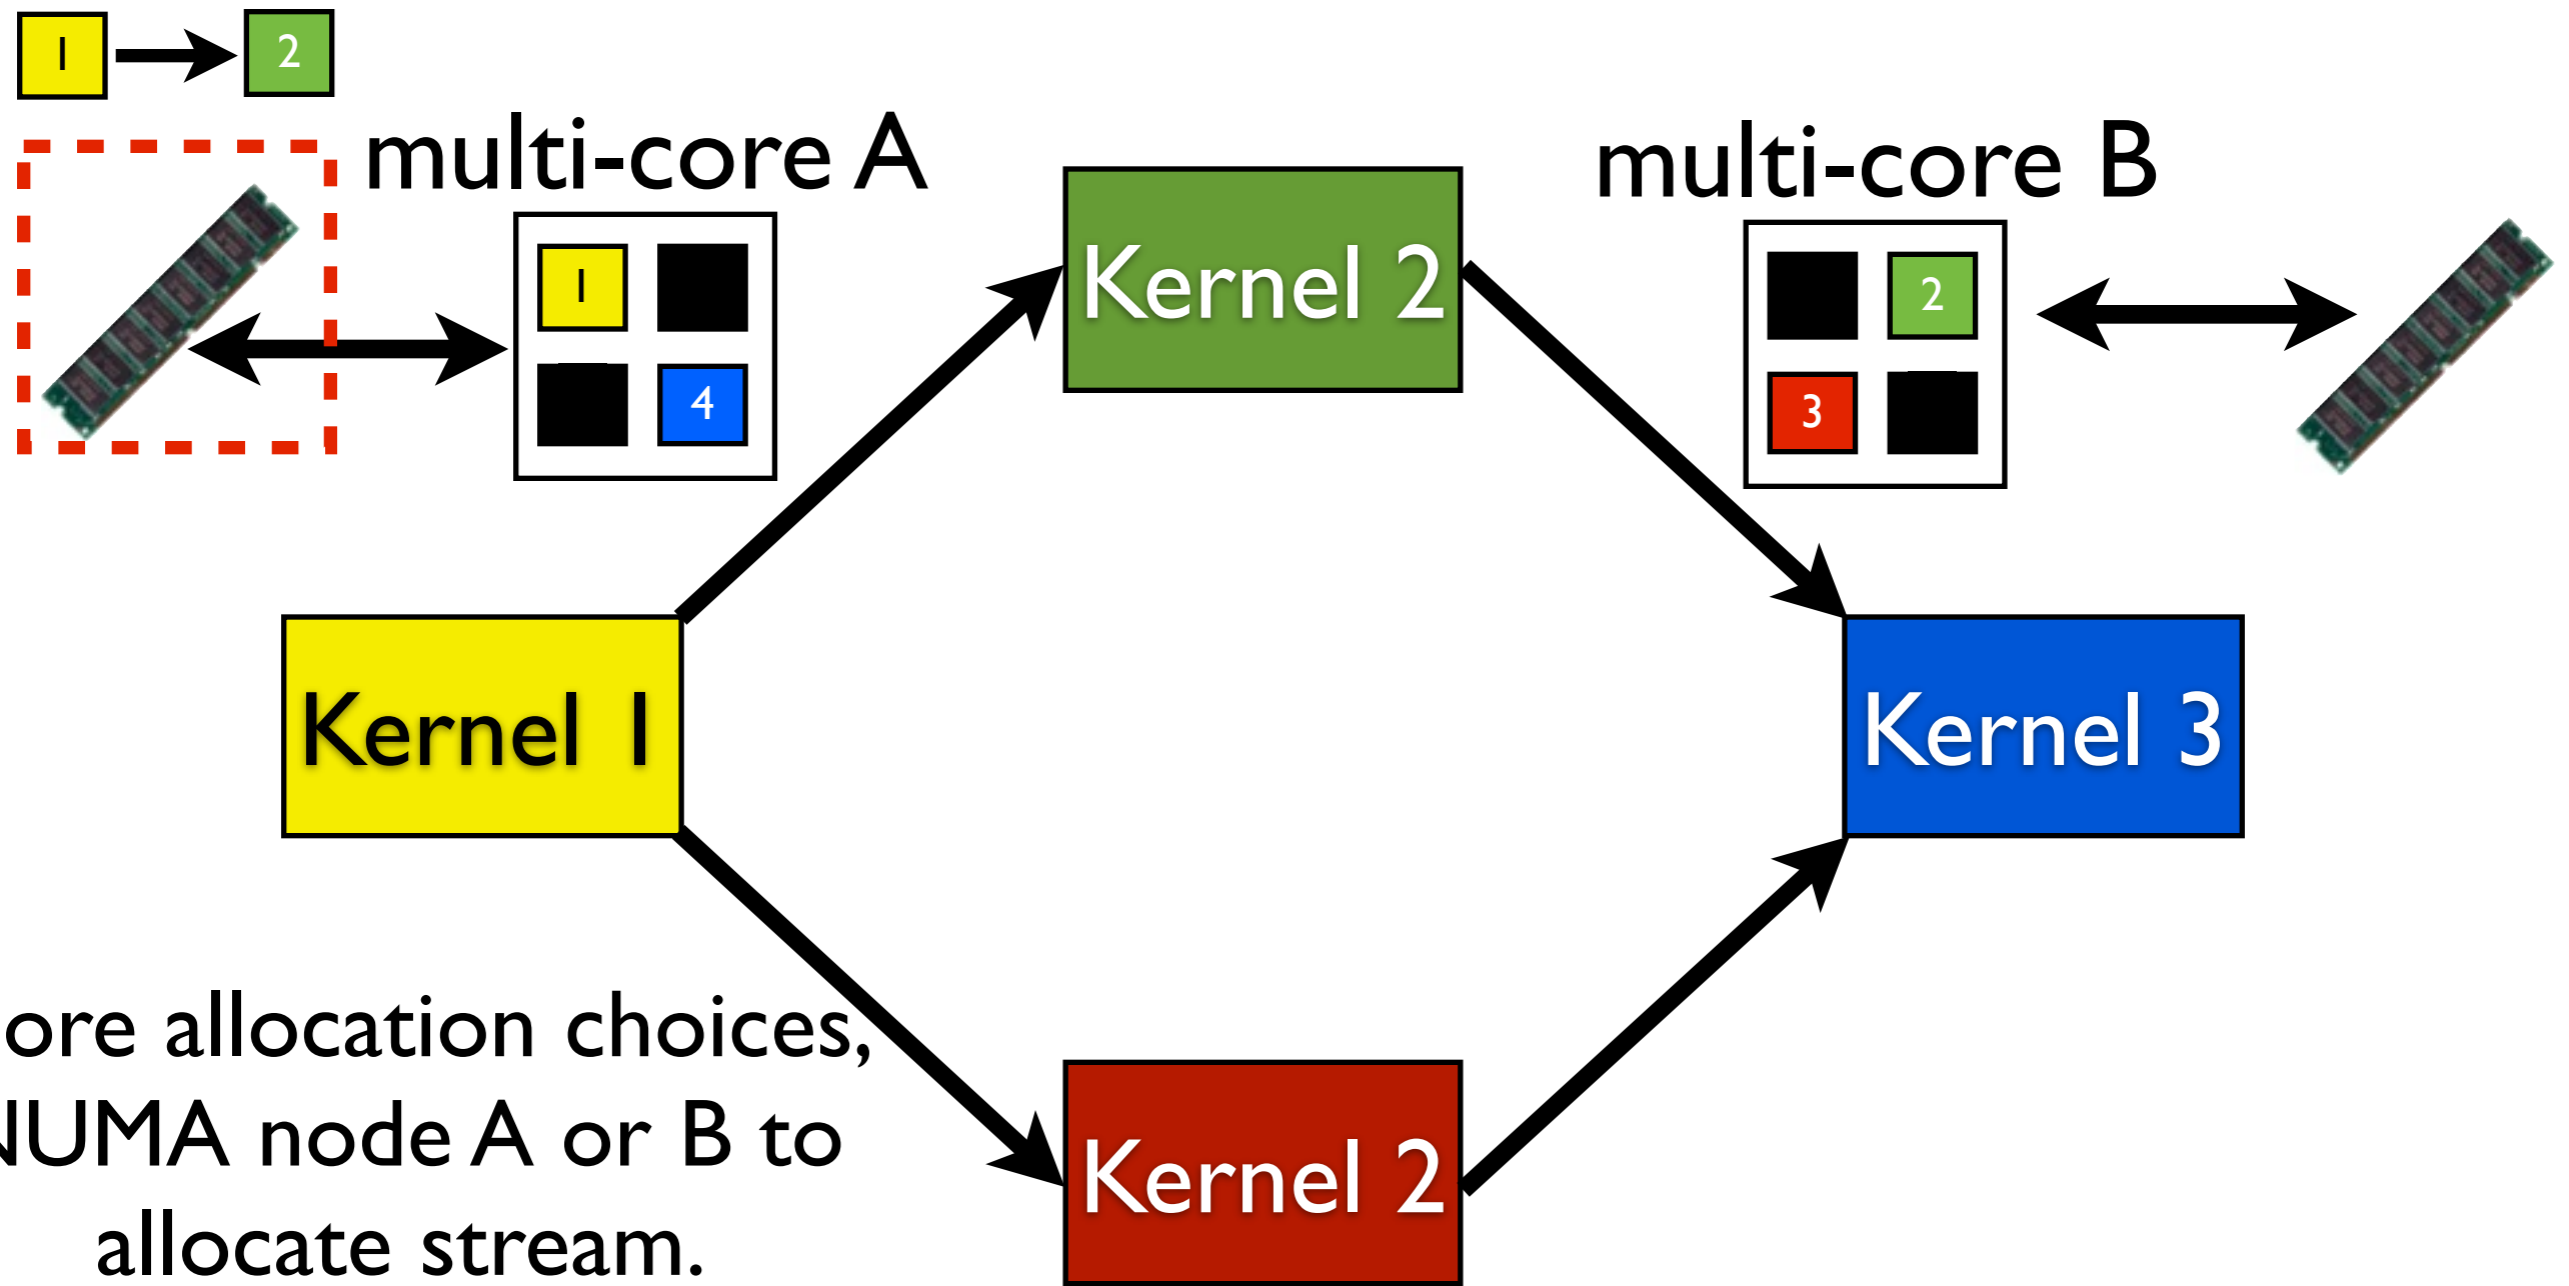 1
2
multi-core A
multi-core B
1
4
2
3
Kernel 2
Kernel 1
Kernel 3
ore allocation choices,
NUMA node A or B to
allocate stream.
Kernel 2